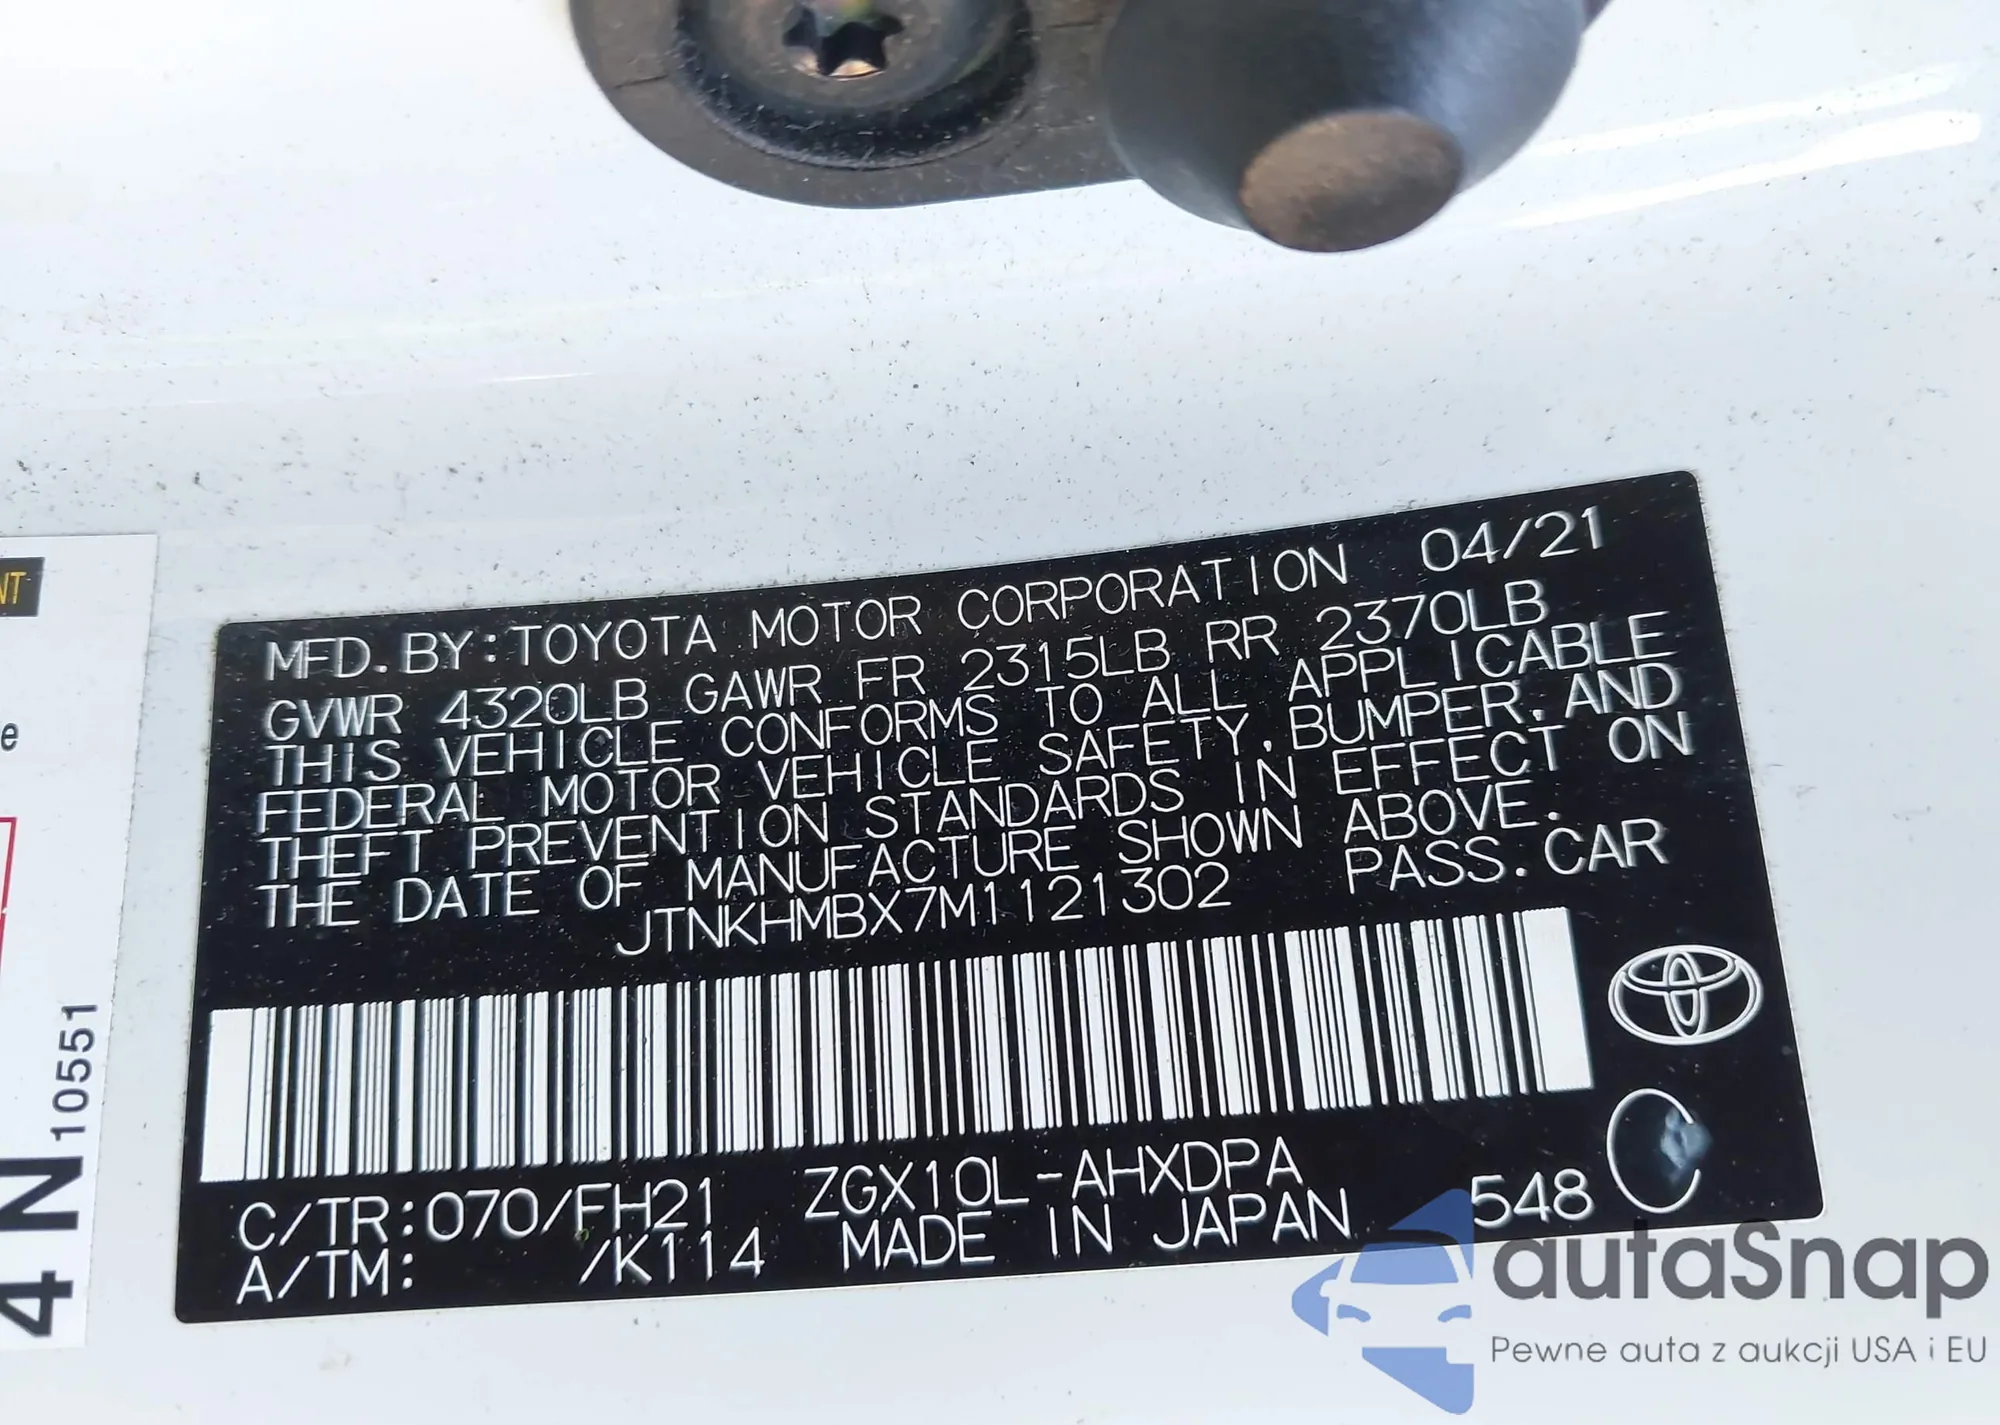 MFD.BY:TOYOTA MOTOR CORPORATION 04/21
GVWR 4320LB GAWR FR 2315LB RR 2370LB
THIS VEHICLE CONFORMS TO ALL APPLICABLE
FEDERAL MOTOR VEHICLE SAFETY, BUMPER, AND
THEFT PREVENTION STANDARDS IN EFFECT ON
THE DATE OF MANUFACTURE SHOWN ABOVE.
JTNKHMBX7M1121302 PASS.CAR
C/TR:070/FH21 ZGX10L-AHXDPA
A/TM: /K114 MADE IN JAPAN 548
C
NT
e
4N10551
autaSnap
Pewne auta z aukcji USA i EU